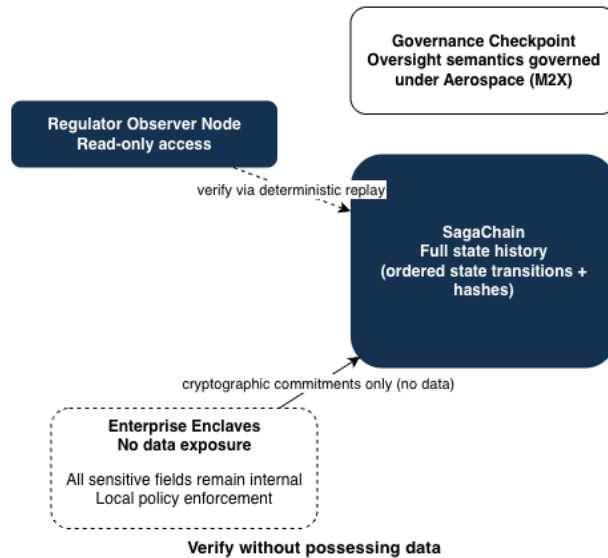 Governance Checkpoint
Oversight semantics governed
under Aerospace (M2X)
Regulator Observer Node
Read-only access
verify via deterministic replay
SagaChain
Full state history
(ordered state transitions +
hashes)
cryptographic commitments only (no data)
Enterprise Enclaves
No data exposure
All sensitive fields remain internal
Local policy enforcement
Verify without possessing data